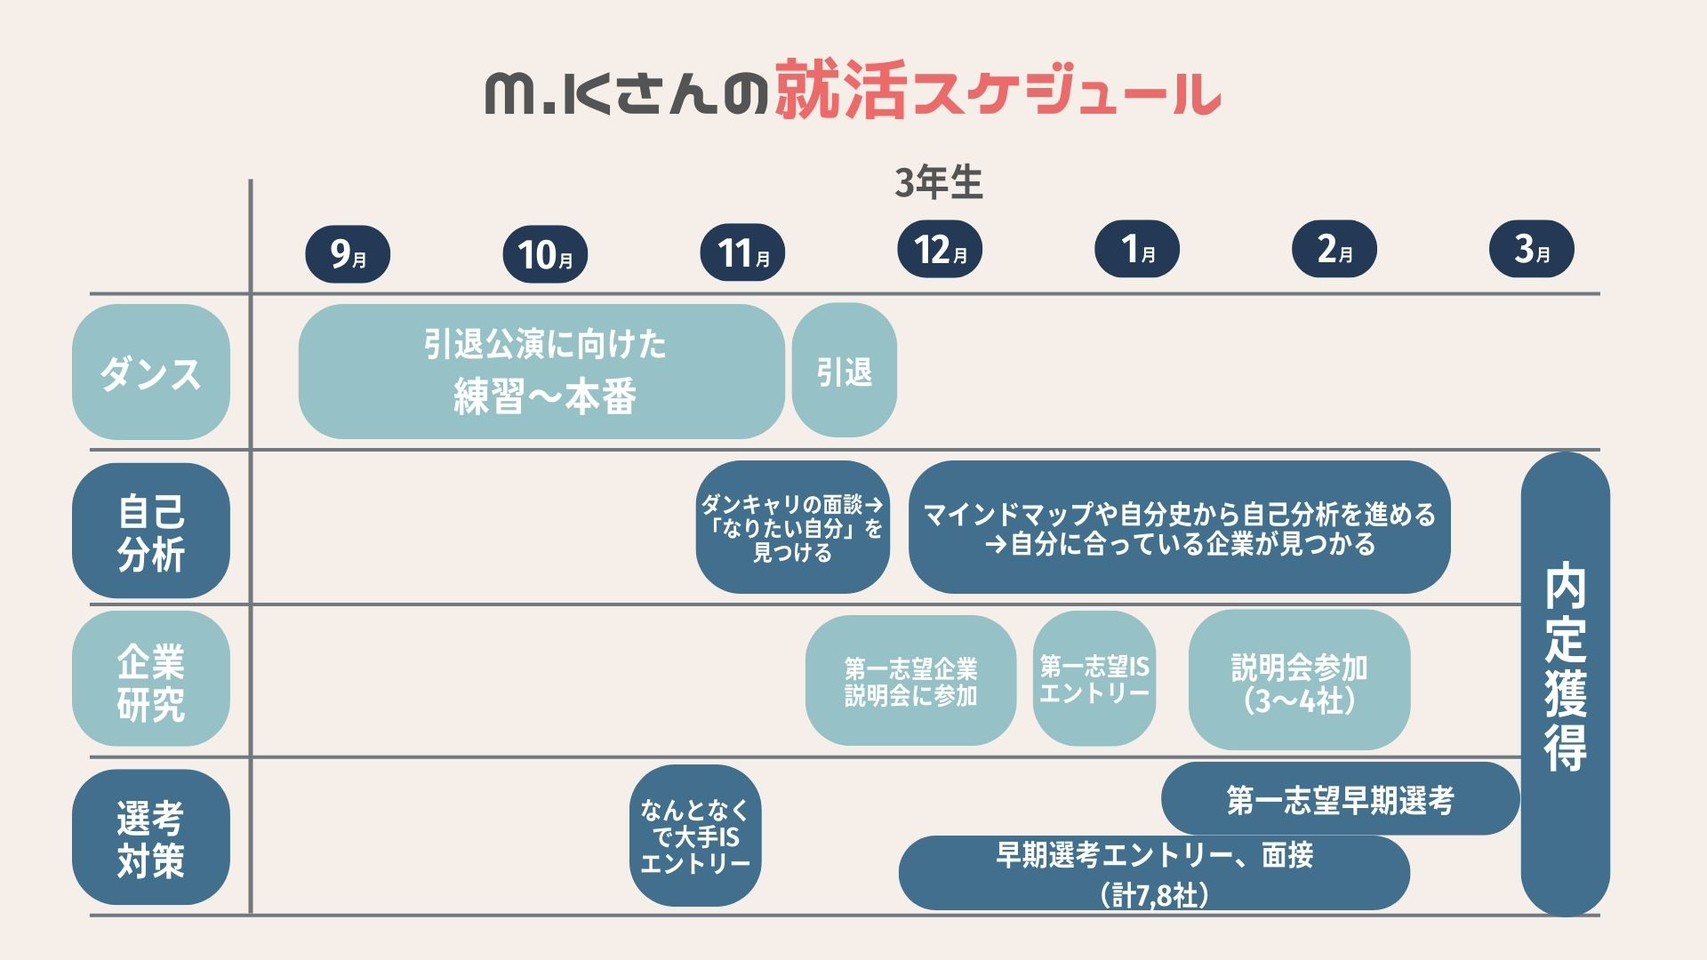 M.Kさんの就活スケジュール
3年生
9月 10月 11月 12月 1月 2月 3月
ダンス
引退公演に向けた
練習〜本番
引退
自己
分析
ダンキャリの面談→
「なりたい自分」を
見つける
マインドマップや自分史から自己分析を進める
→自分に合っている企業が見つかる
企業
研究
第一志望企業
説明会に参加
第一志望IS
エントリー
説明会参加
（3〜4社）
選考
対策
なんとなく
で大手IS
エントリー
第一志望早期選考
早期選考エントリー、面接
（計7,8社）
内定獲得